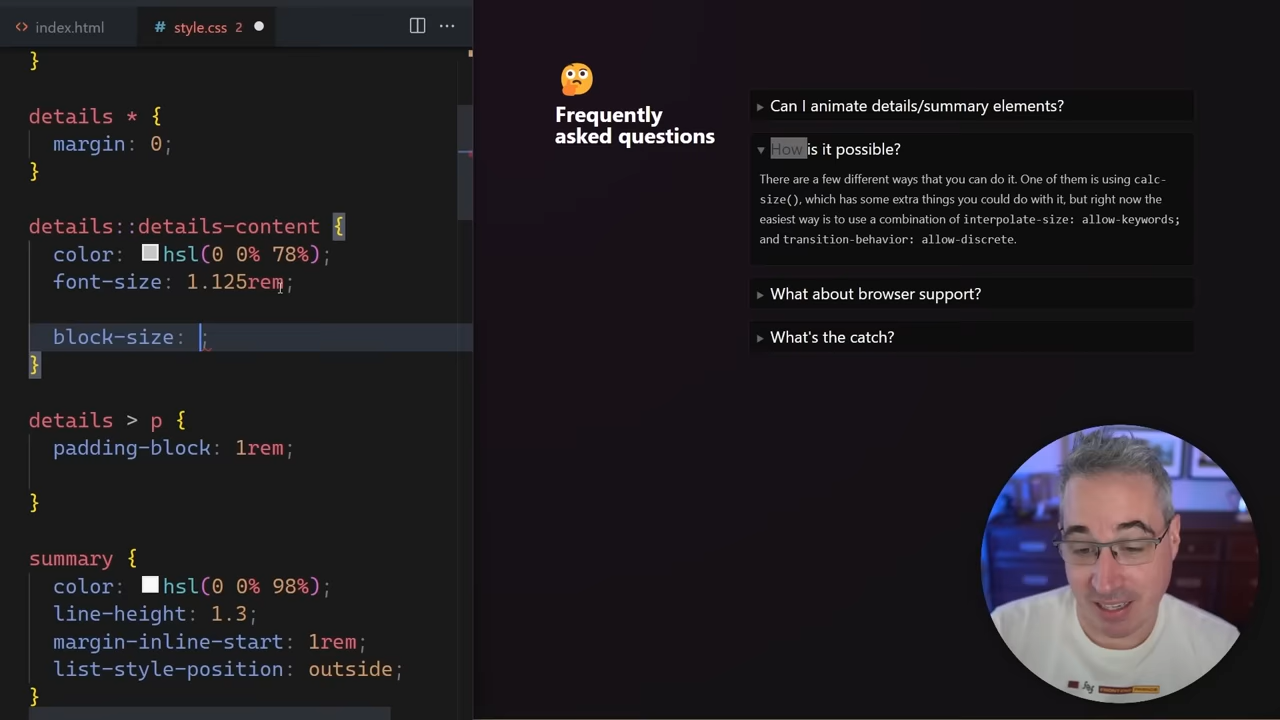 index.html
style.css 2
}
details * {
margin: 0;
}
details::details-content {
color: hsl(0 0% 78%);
font-size: 1.125rem;
block-size: ;
}
details > p {
padding-block: 1rem;
}
summary {
color: hsl(0 0% 98%);
line-height: 1.3;
margin-inline-start: 1rem;
list-style-position: outside;
}
Frequently
asked questions
Can I animate details/summary elements?
How is it possible?
There are a few different ways that you can do it. One of them is using calc-
size(), which has some extra things you could do with it, but right now the
easiest way is to use a combination of interpolate-size: allow-keywords;
and transition-behavior: allow-discrete.
What about browser support?
What's the catch?